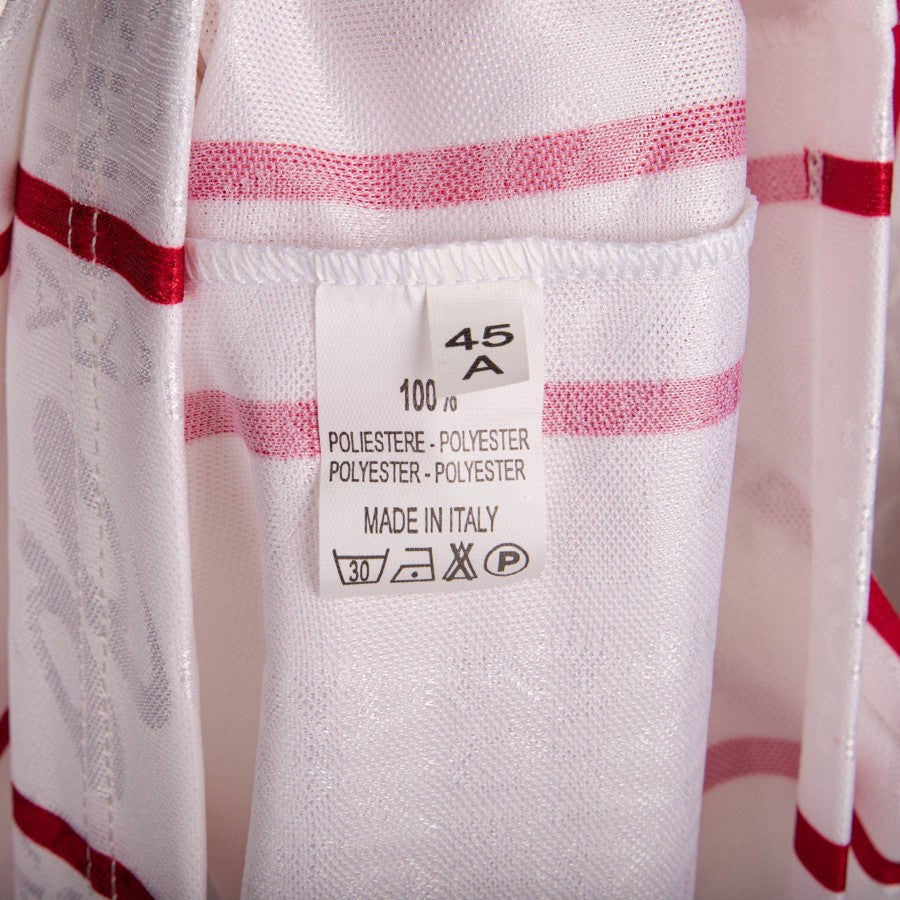 45
A
100%
POLIESTERE - POLYESTER
POLYESTER - POLYESTER
MADE IN ITALY
30
P